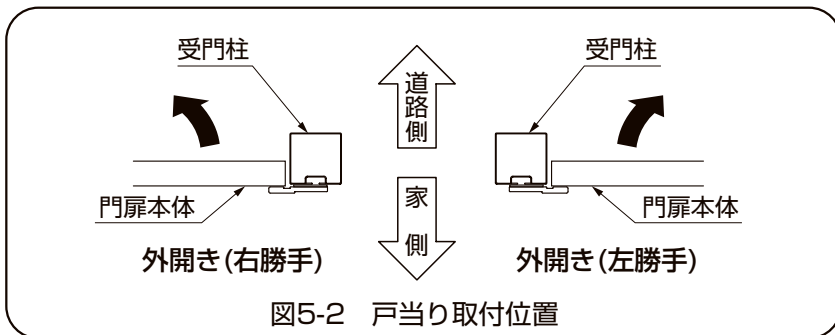 受門柱
門扉本体
外開き(右勝手)
道路側
家側
受門柱
門扉本体
外開き(左勝手)
図5-2 戸当り取付位置